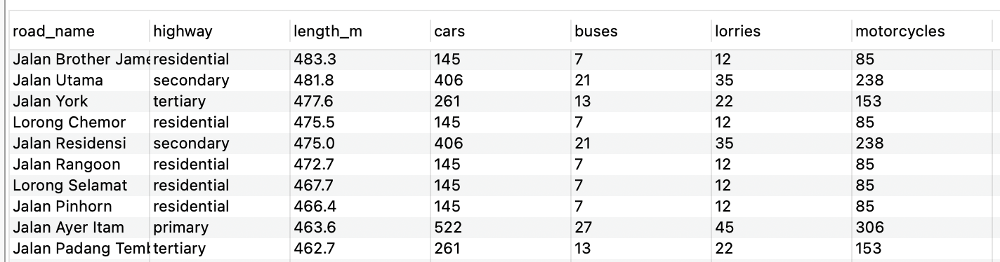 road_name highway length_m cars buses lorries motorcycles
Jalan Brother Jame residential 483.3 145 7 12 85
Jalan Utama secondary 481.8 406 21 35 238
Jalan York tertiary 477.6 261 13 22 153
Lorong Chemor residential 475.5 145 7 12 85
Jalan Residensi secondary 475.0 406 21 35 238
Jalan Rangoon residential 472.7 145 7 12 85
Lorong Selamat residential 467.7 145 7 12 85
Jalan Pinhorn residential 466.4 145 7 12 85
Jalan Ayer Itam primary 463.6 522 27 45 306
Jalan Padang Temb tertiary 462.7 261 13 22 153